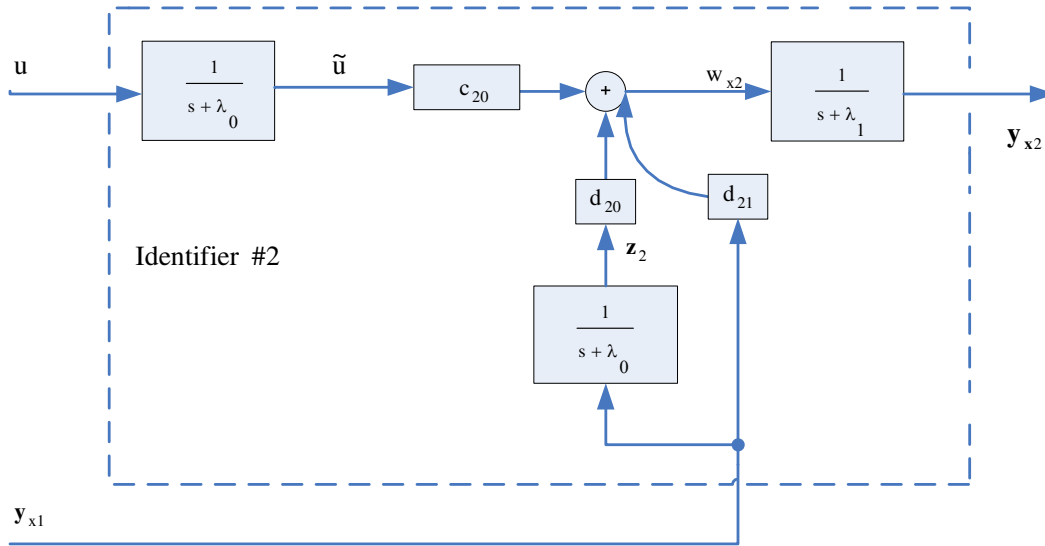 u
1
s + λ0
ũ
c20
+
wx2
1
s + λ1
yx2
d20
d21
Identifier #2
z2
1
s + λ0
yx1